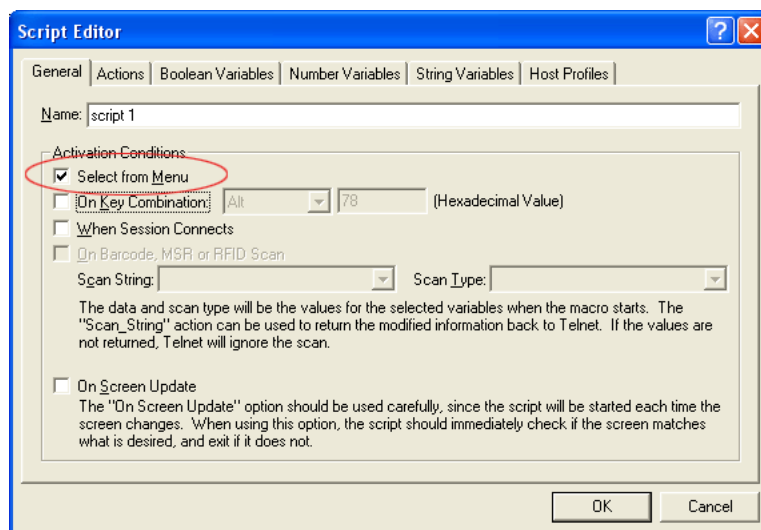 Script Editor
General Actions Boolean Variables Number Variables String Variables Host Profiles
Name: script 1
Activation Conditions
Select from Menu
On Key Combination: Alt 78 (Hexadecimal Value)
When Session Connects
On Barcode, MSR or RFID Scan
Scan String: Scan Type:
The data and scan type will be the values for the selected variables when the macro starts. The
"Scan_String" action can be used to return the modified information back to Telnet. If the values are
not returned, Telnet will ignore the scan.
On Screen Update
The "On Screen Update" option should be used carefully, since the script will be started each time the
screen changes. When using this option, the script should immediately check if the screen matches
what is desired, and exit if it does not.
OK Cancel